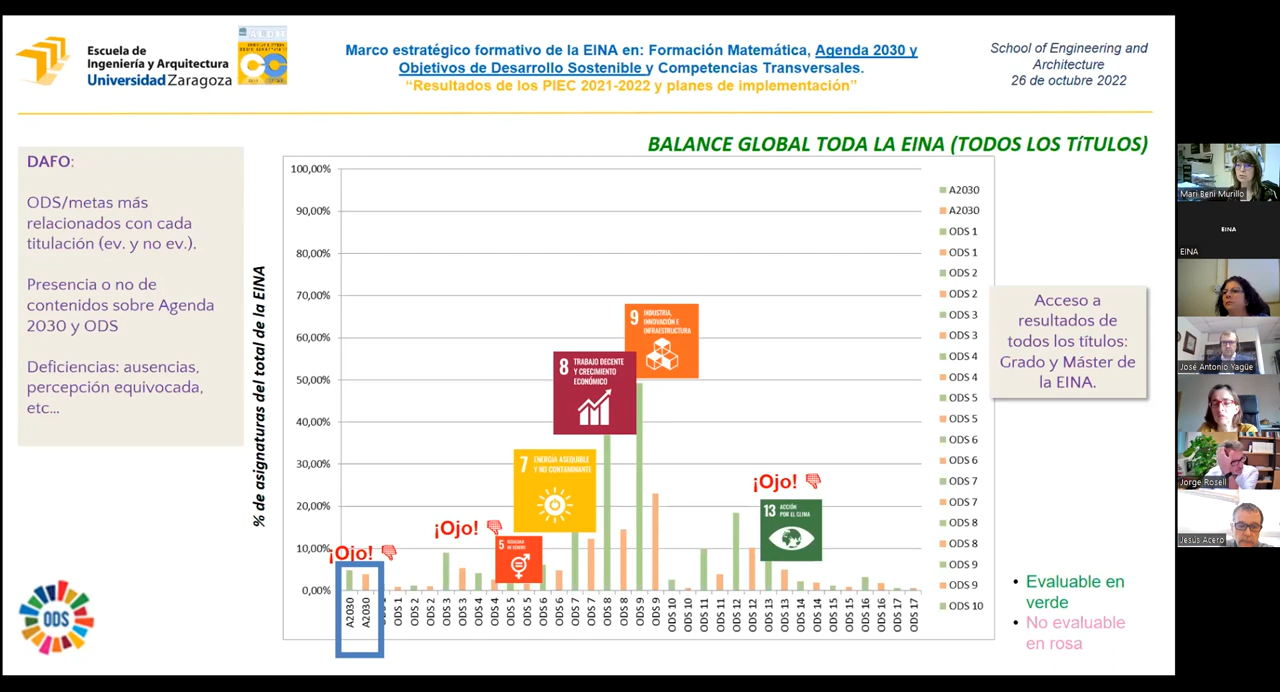 Escuela de
Ingeniería y Arquitectura
Universidad Zaragoza
Marco estratégico formativo de la EINA en: Formación Matemática, Agenda 2030 y
Objetivos de Desarrollo Sostenible y Competencias Transversales.
“Resultados de los PIEC 2021-2022 y planes de implementación”
School of Engineering and
Architecture
26 de octubre 2022
BALANCE GLOBAL TODA LA EINA (TODOS LOS TíTULOS)
DAFO:
ODS/metas más
relacionados con cada
titulación (ev. y no ev.).
Presencia o no de
contenidos sobre Agenda
2030 y ODS
Deficiencias: ausencias,
percepción equivocada,
etc...
% de asignaturas del total de la EINA
100,00%
90,00%
80,00%
70,00%
60,00%
50,00%
40,00%
30,00%
20,00%
10,00%
0,00%
¡Ojo!
¡Ojo!
¡Ojo!
5 IGUALDAD
DE GÉNERO
7 ENERGÍA ASEQUIBLE
Y NO CONTAMINANTE
8 TRABAJO DECENTE
Y CRECIMIENTO
ECONÓMICO
9 INDUSTRIA,
INNOVACIÓN E
INFRAESTRUCTURA
13 ACCIÓN
POR EL CLIMA
A2030
A2030
ODS 1
ODS 2
ODS 2
ODS 3
ODS 3
ODS 4
ODS 4
ODS 5
ODS 5
ODS 6
ODS 6
ODS 7
ODS 7
ODS 8
ODS 8
ODS 9
ODS 9
ODS 10
ODS 10
ODS 11
ODS 11
ODS 12
ODS 12
ODS 13
ODS 13
ODS 14
ODS 14
ODS 15
ODS 15
ODS 16
ODS 16
ODS 17
ODS 17
A2030
A2030
ODS 1
ODS 1
ODS 2
ODS 2
ODS 3
ODS 3
ODS 4
ODS 4
ODS 5
ODS 5
ODS 6
ODS 6
ODS 7
ODS 7
ODS 8
ODS 8
ODS 9
ODS 9
ODS 10
Acceso a
resultados de
todos los títulos:
Grado y Máster de
la EINA.
• Evaluable en
verde
• No evaluable
en rosa
ODS
Mari Beni Murillo
EINA
EINA
José Antonio Yagüe
Jorge Rosell
Jesús Acero